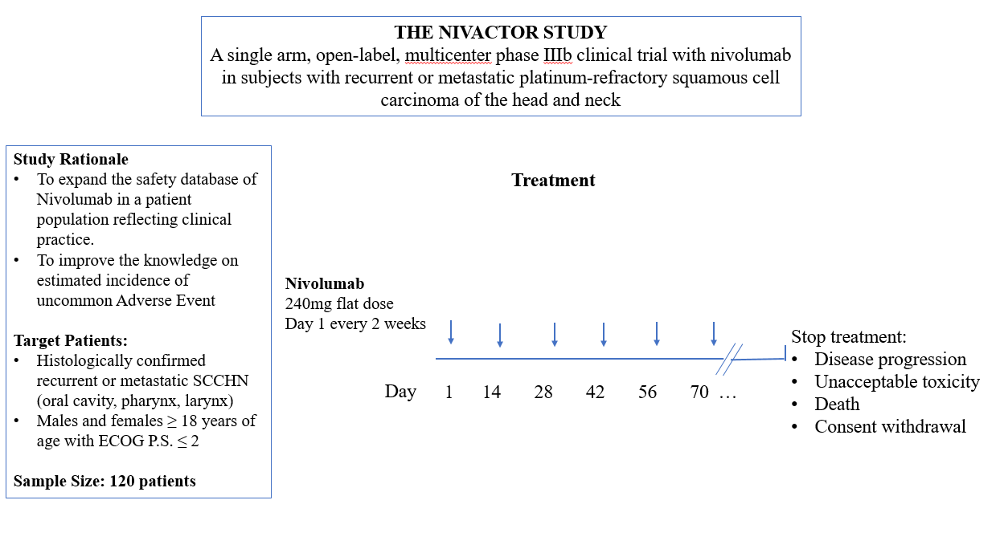 THE NIVACTOR STUDY
A single arm, open-label, multicenter phase IIIb clinical trial with nivolumab
in subjects with recurrent or metastatic platinum-refractory squamous cell
carcinoma of the head and neck
Study Rationale
• To expand the safety database of
Nivolumab in a patient
population reflecting clinical
practice.
• To improve the knowledge on
estimated incidence of
uncommon Adverse Event
Target Patients:
• Histologically confirmed
recurrent or metastatic SCCHN
(oral cavity, pharynx, larynx)
• Males and females ≥ 18 years of
age with ECOG P.S. ≤ 2
Sample Size: 120 patients
Treatment
Nivolumab
240mg flat dose
Day 1 every 2 weeks
Day 1 14 28 42 56 70 …
Stop treatment:
• Disease progression
• Unacceptable toxicity
• Death
• Consent withdrawal